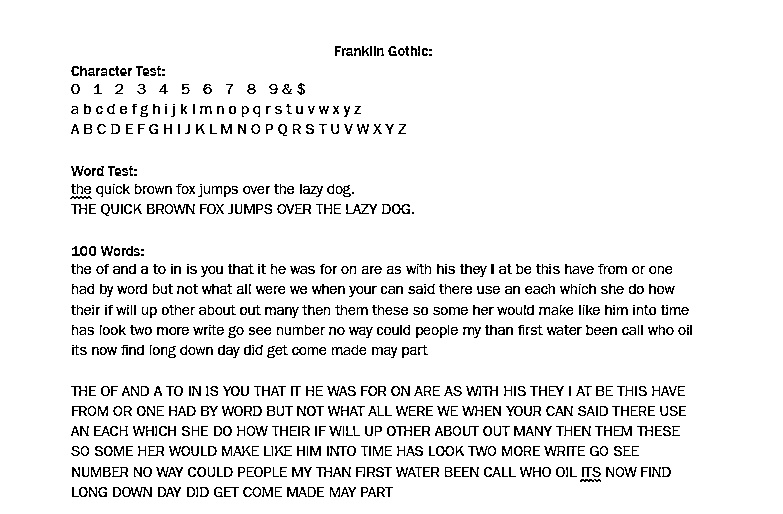 Franklin Gothic:
Character Test:
0 1 2 3 4 5 6 7 8 9 & $
a b c d e f g h i j k l m n o p q r s t u v w x y z
A B C D E F G H I J K L M N O P Q R S T U V W X Y Z
Word Test:
the quick brown fox jumps over the lazy dog.
THE QUICK BROWN FOX JUMPS OVER THE LAZY DOG.
100 Words:
the of and a to in is you that it he was for on are as with his they I at be this have from or one
had by word but not what all were we when your can said there use an each which she do how
their if will up other about out many then them these so some her would make like him into time
has look two more write go see number no way could people my than first water been call who oil
its now find long down day did get come made may part
THE OF AND A TO IN IS YOU THAT IT HE WAS FOR ON ARE AS WITH HIS THEY I AT BE THIS HAVE
FROM OR ONE HAD BY WORD BUT NOT WHAT ALL WERE WE WHEN YOUR CAN SAID THERE USE
AN EACH WHICH SHE DO HOW THEIR IF WILL UP OTHER ABOUT OUT MANY THEN THEM THESE
SO SOME HER WOULD MAKE LIKE HIM INTO TIME HAS LOOK TWO MORE WRITE GO SEE
NUMBER NO WAY COULD PEOPLE MY THAN FIRST WATER BEEN CALL WHO OIL ITS NOW FIND
LONG DOWN DAY DID GET COME MADE MAY PART